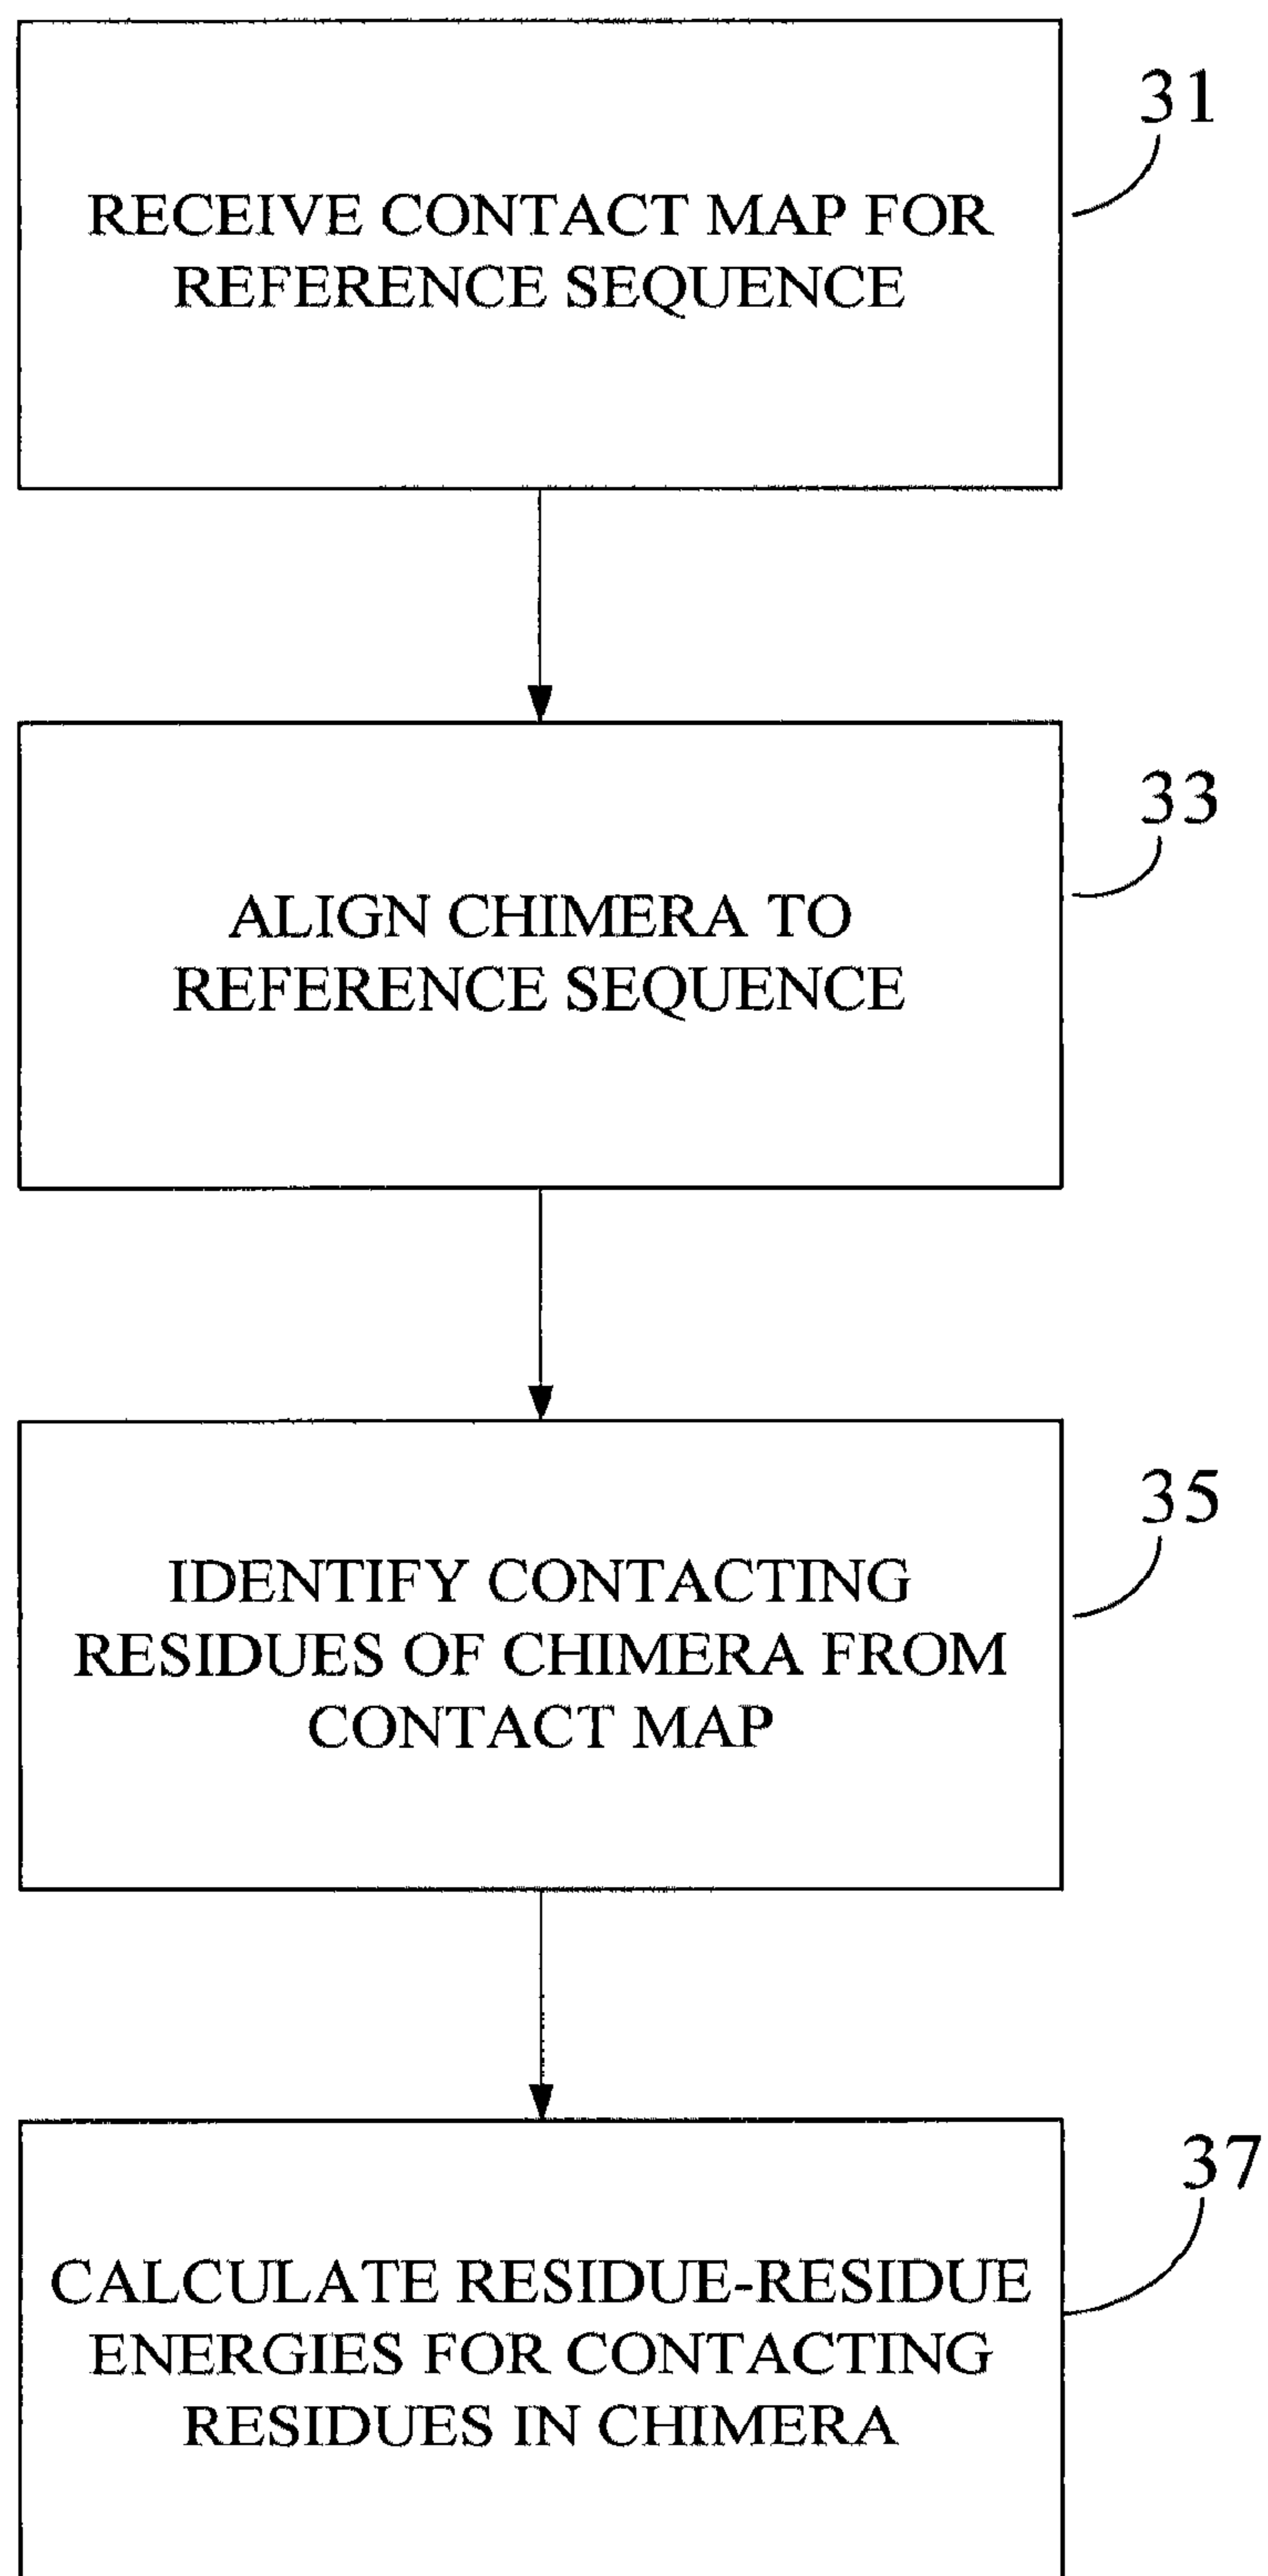 RECEIVE CONTACT MAP FOR
REFERENCE SEQUENCE
31
ALIGN CHIMERA TO
REFERENCE SEQUENCE
33
IDENTIFY CONTACTING
RESIDUES OF CHIMERA FROM
CONTACT MAP
35
CALCULATE RESIDUE-RESIDUE
ENERGIES FOR CONTACTING
RESIDUES IN CHIMERA
37